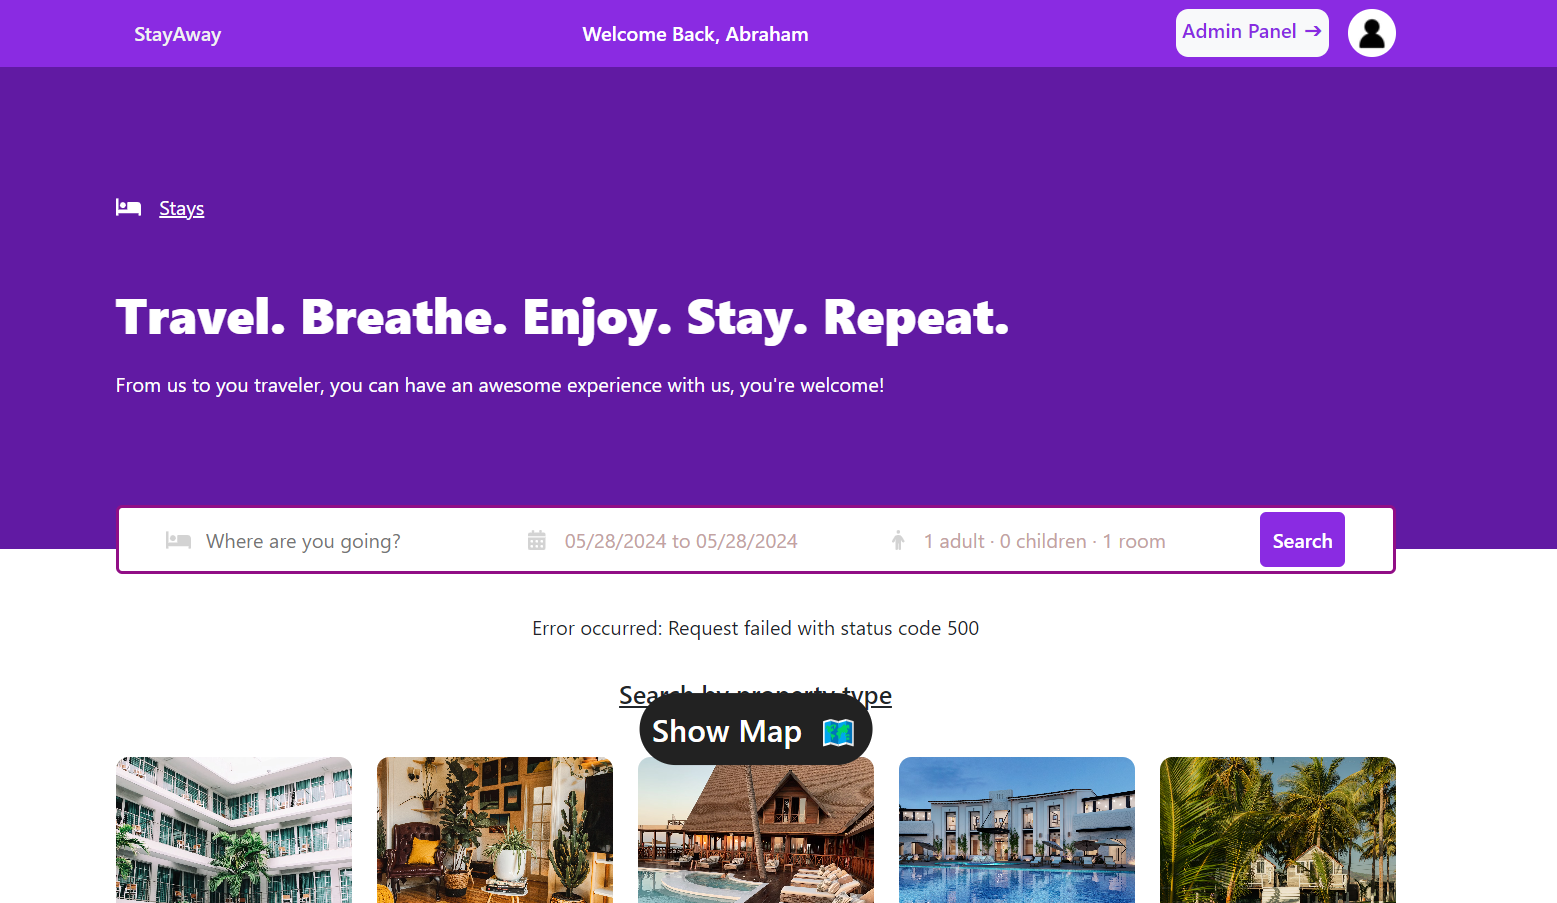 StayAway
Welcome Back, Abraham
Admin Panel →
Stays
Travel. Breathe. Enjoy. Stay. Repeat.
From us to you traveler, you can have an awesome experience with us, you're welcome!
Where are you going?
05/28/2024 to 05/28/2024
1 adult · 0 children · 1 room
Search
Error occurred: Request failed with status code 500
Search by property type
Show Map